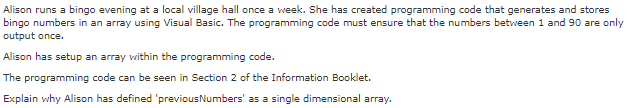 Alison runs a bingo evening at a local village hall once a week. She has created programming code that generates and stores
bingo numbers in an array using Visual Basic. The programming code must ensure that the numbers between 1 and 90 are only
output once.
Alison has setup an array within the programming code.
The programming code can be seen in Section 2 of the Information Booklet.
Explain why Alison has defined 'previousNumbers' as a single dimensional array.